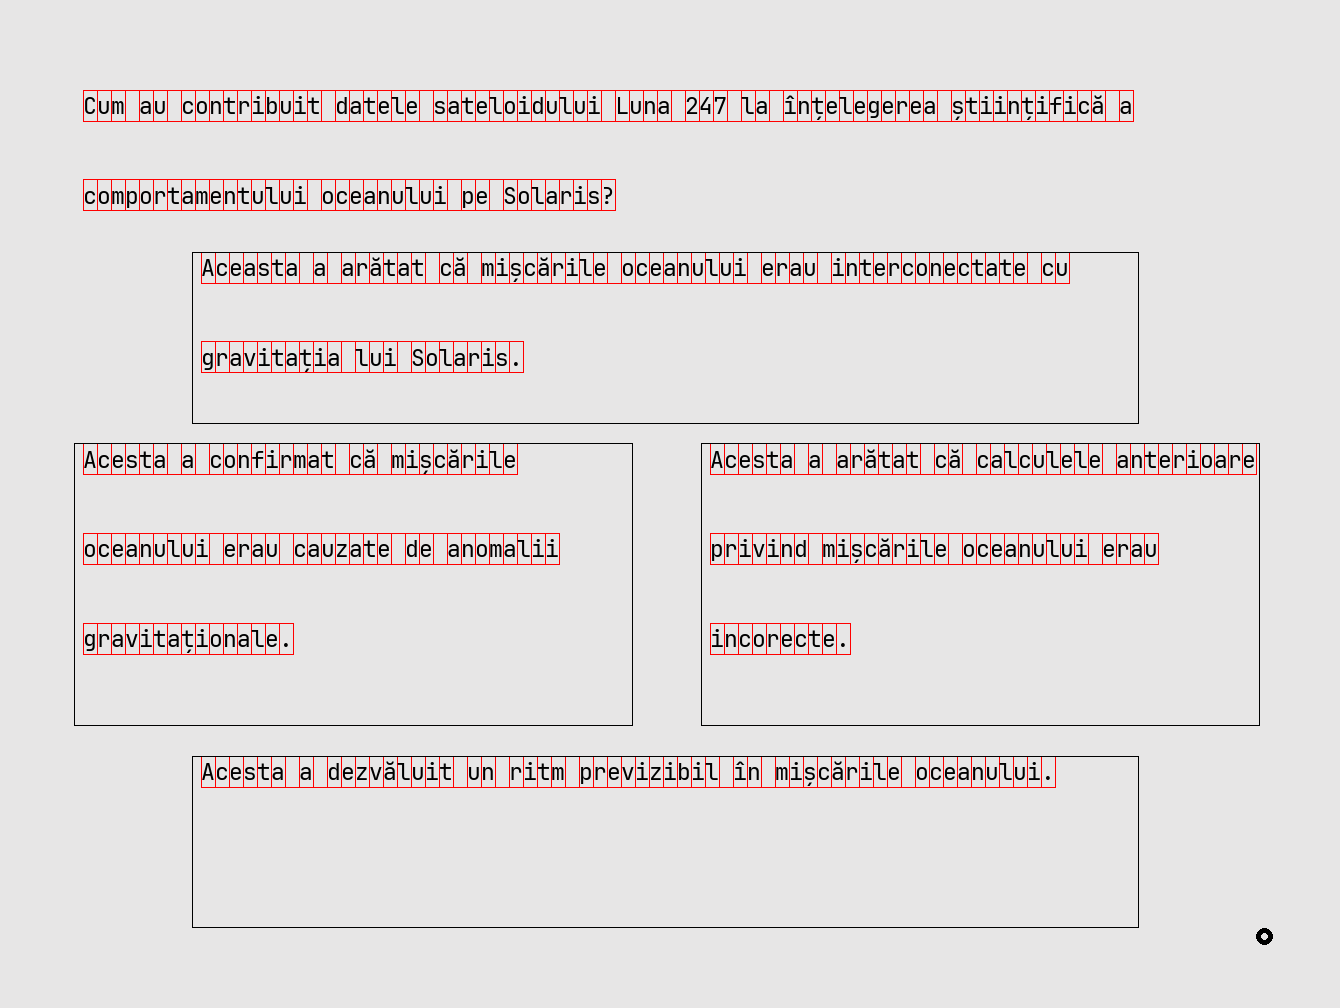 Cum au contribuit datele sateloidului Luna 247 la înțelegerea științifică a
comportamentului oceanului pe Solaris?
Aceasta a arătat că mișcările oceanului erau interconectate cu
gravitația lui Solaris.
Acesta a confirmat că mișcările
oceanului erau cauzate de anomalii
gravitaționale.
Acesta a arătat că calculele anterioare
privind mișcările oceanului erau
incorecte.
Acesta a dezvăluit un ritm previzibil în mișcările oceanului.